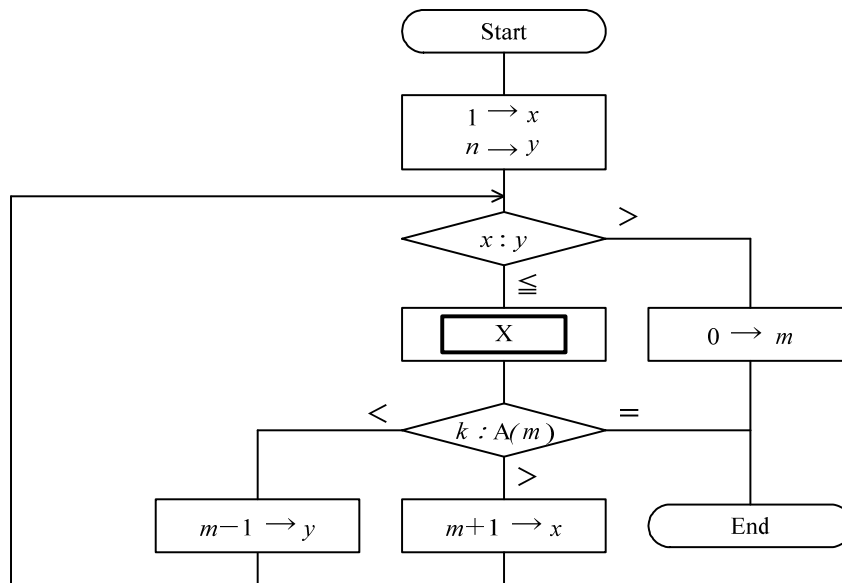 Start
1 → x
n → y
x : y
>
≦
X
0 → m
<
k : A(m)
=
>
m−1 → y
m+1 → x
End